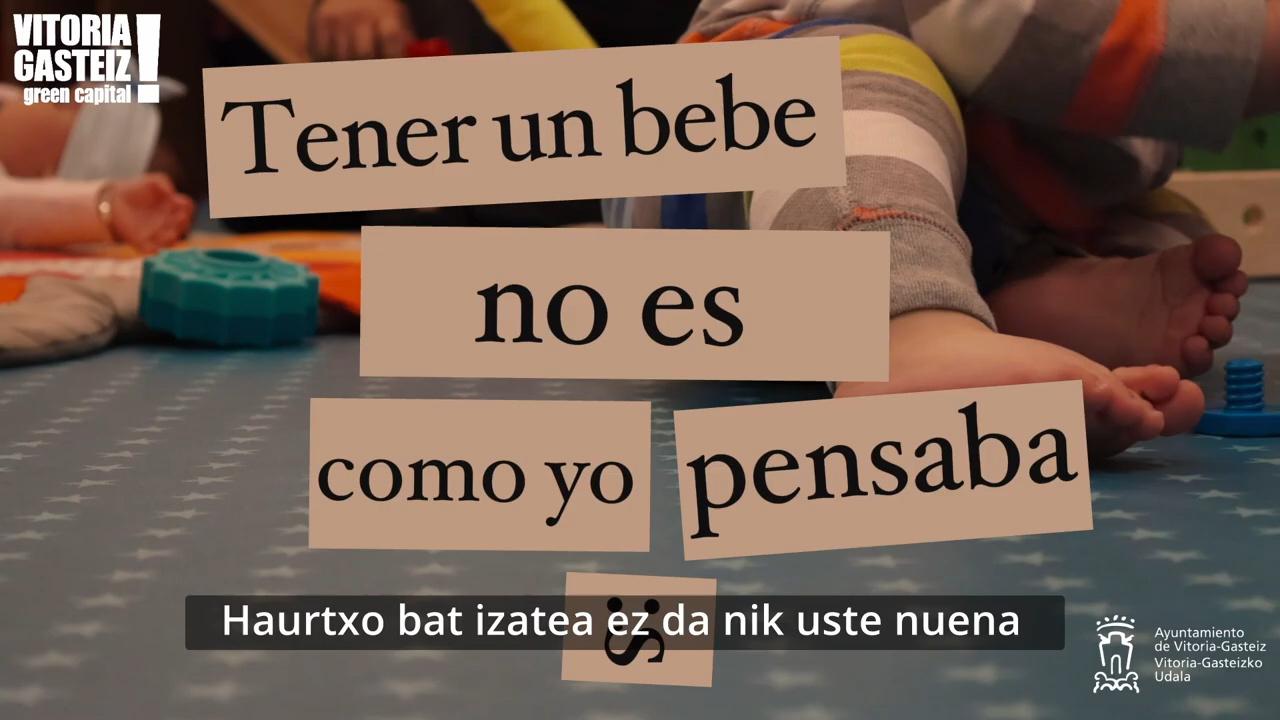 VITORIA
GASTEIZ!
green capital
Tener un bebe
no es
como yo pensaba
Haurtxo bat izatea ez da nik uste nuena
Ayuntamiento
de Vitoria-Gasteiz
Vitoria-Gasteizko
Udala